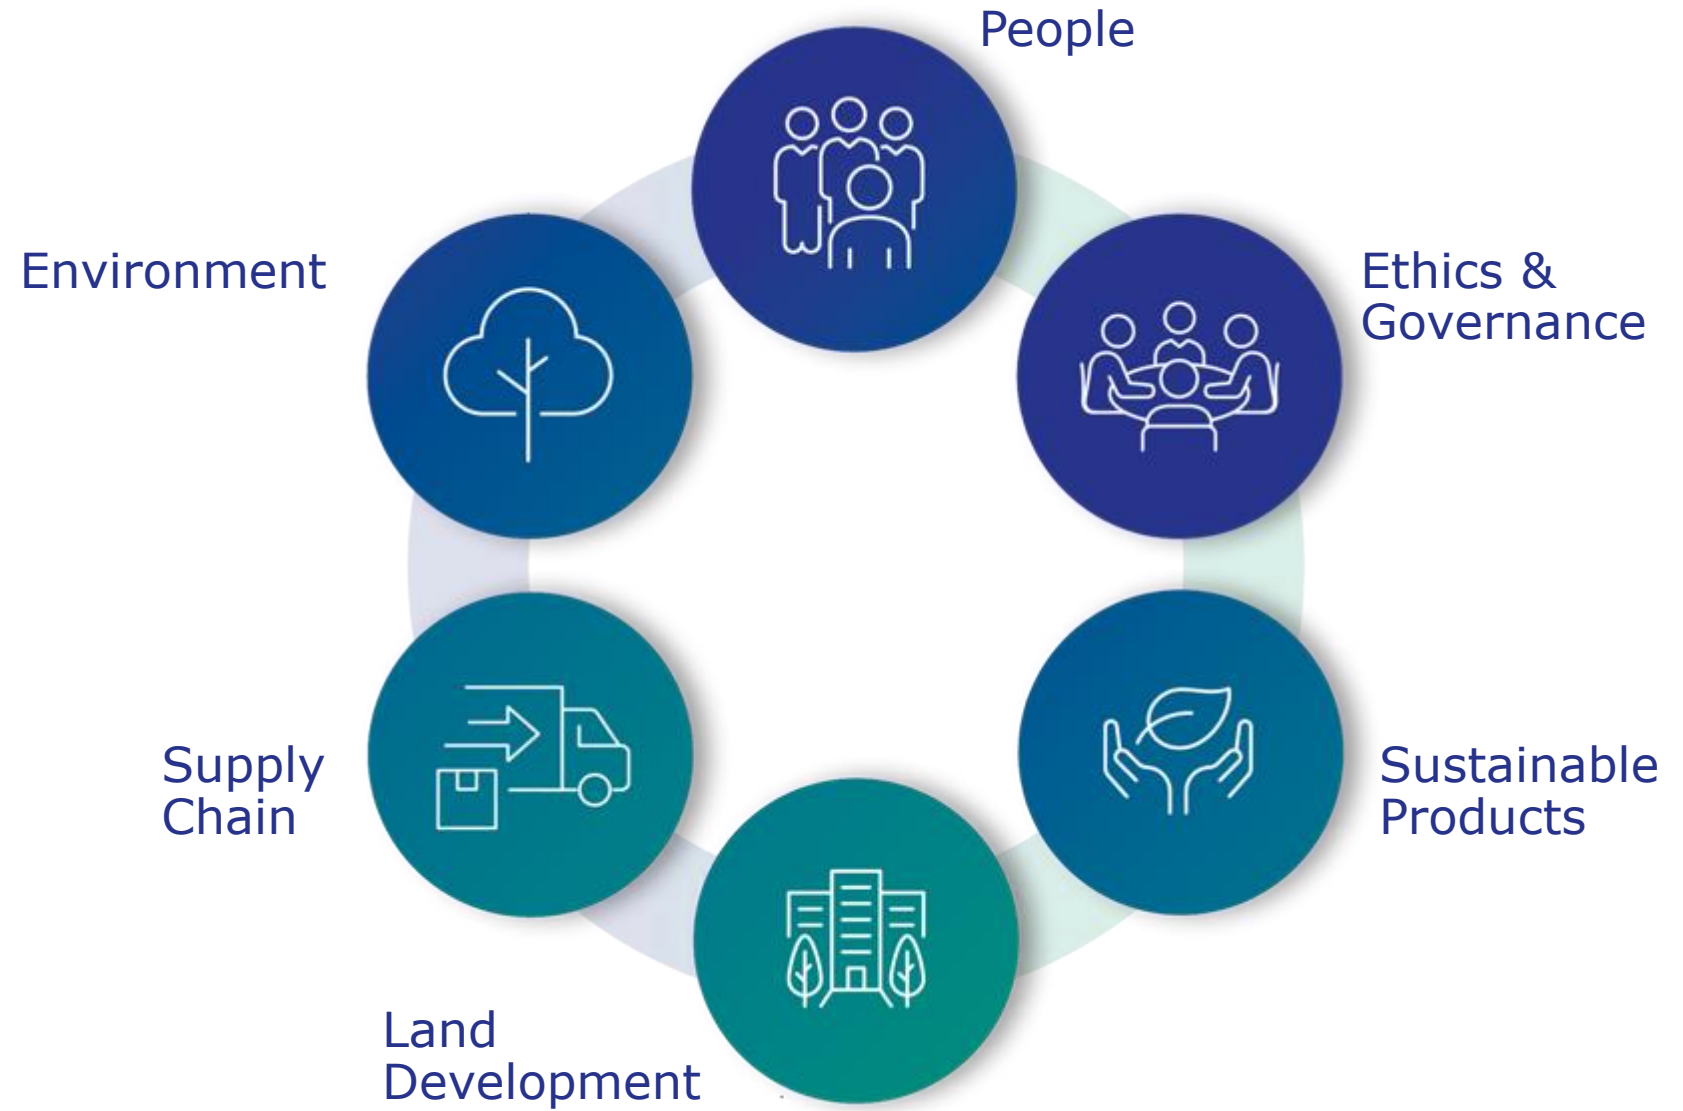 People
Environment
Ethics &
Governance
Supply
Chain
Sustainable
Products
Land
Development